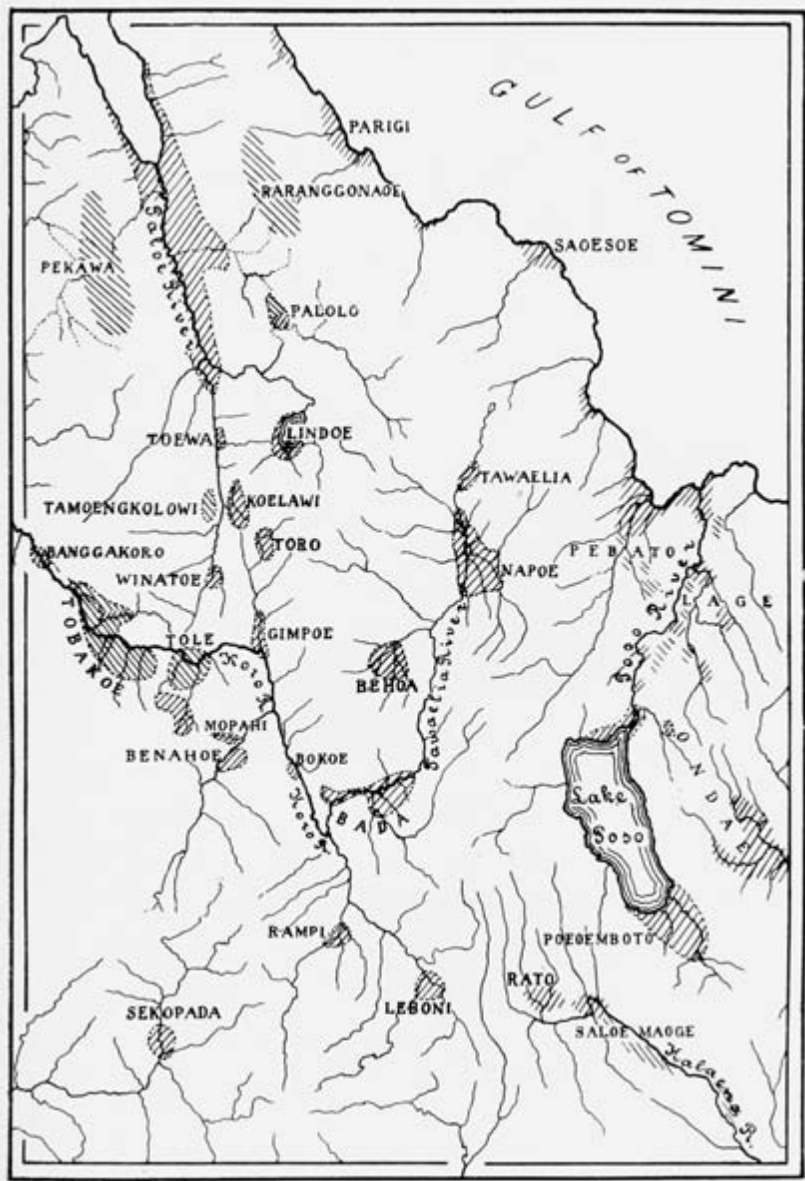 GULF OF TOMINI
PARIGI
RARANGGONAOE
SAOESOE
PEKAWA
Saloe River
PALOLO
TOEWA
LINDOE
TAWAELIA
TAMOENGKOLOWI
KOELAWI
TORO
BANGGAKORO
WINATOE
NAPOE
PEBATO
LAGE
Poso River
TOBAKOE
TOLE
GIMPOE
Koro R.
BEHOA
Tawaelia River
MOPAHI
BENAHOE
BOKOE
ONDAE
Lake
Poso
Koro R.
BADA
RAMPI
POEOEMBOTO
RATO
LEBONI
SEKOPADA
SALOE MAOGE
Kalaena R.